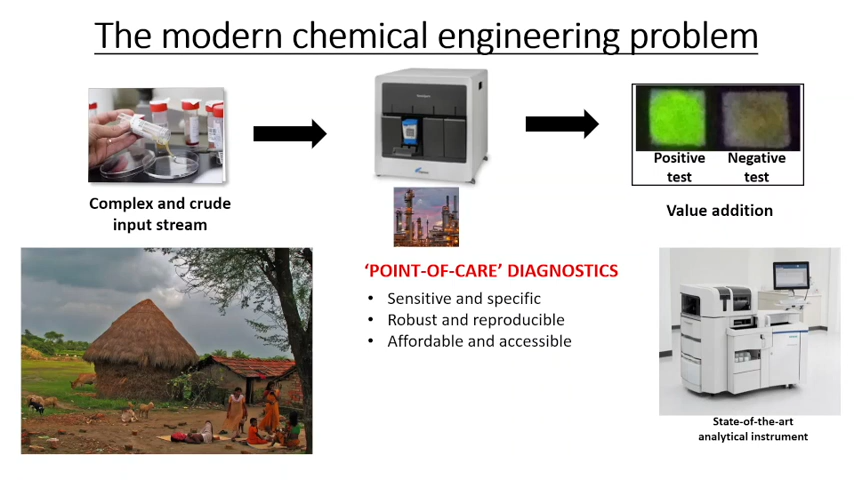 The modern chemical engineering problem
Complex and crude
input stream
Positive
test
Negative
test
Value addition
‘POINT-OF-CARE’ DIAGNOSTICS
• Sensitive and specific
• Robust and reproducible
• Affordable and accessible
State-of-the-art
analytical instrument